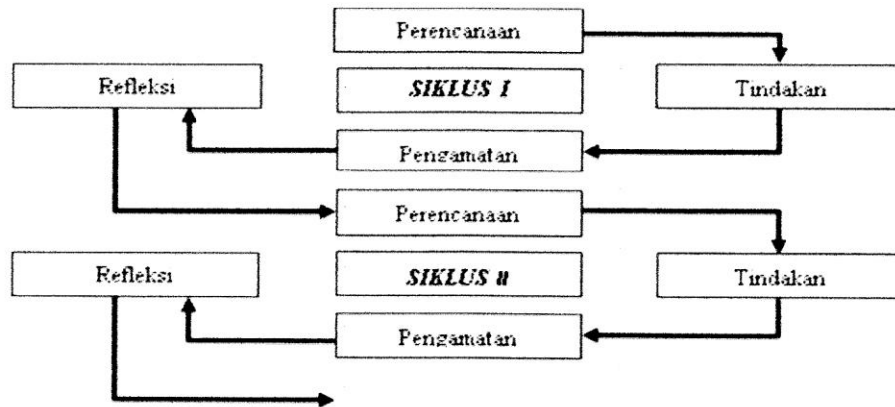 Perencanaan
Refleksi
SIKLUS I
Tindakan
Pengamatan
Perencanaan
Refleksi
SIKLUS II
Tindakan
Pengamatan